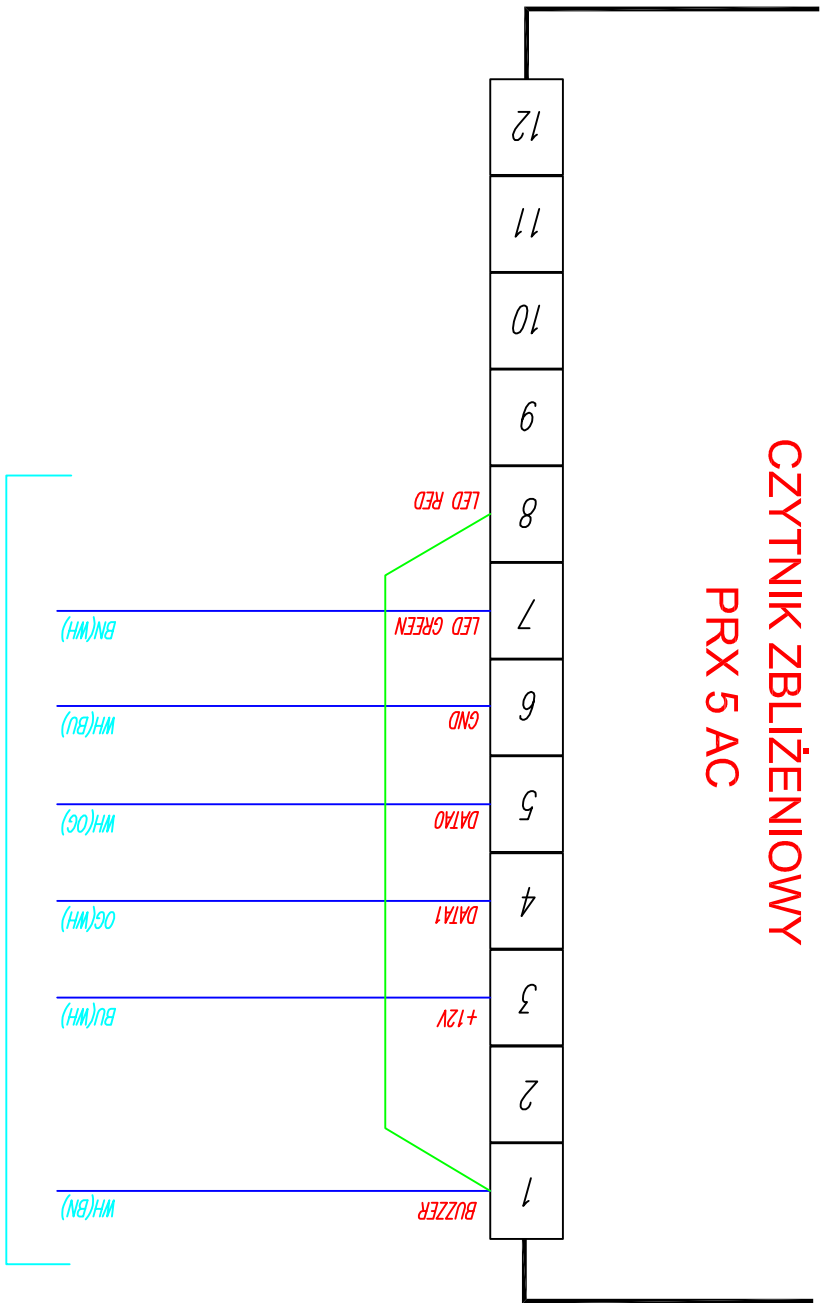 CZYTNIK ZBLIŻENIOWY
PRX 5 AC
12
11
10
9
8
7
6
5
4
3
2
1
LED RED
LED GREEN
GND
DATA0
DATA1
+12V
BUZZER
BN(WH)
WH(BU)
WH(OG)
OG(WH)
BU(WH)
WH(BN)